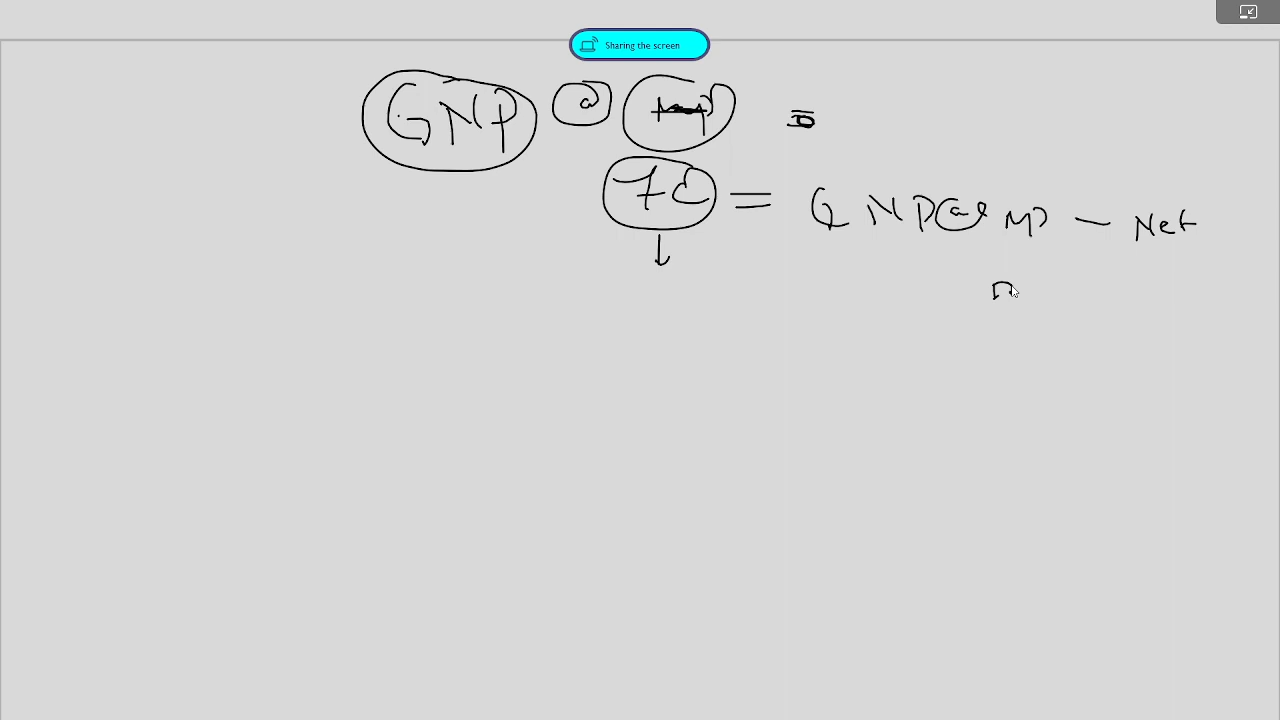 Sharing the screen
GNP @ MP =
FC = GNP@ MP - Net